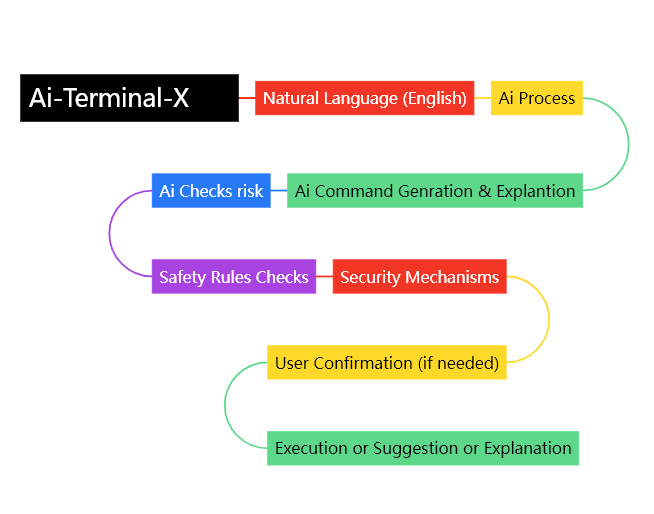 Ai-Terminal-X
Natural Language (English)
Ai Process
Ai Command Genration & Explantion
Ai Checks risk
Safety Rules Checks
Security Mechanisms
User Confirmation (if needed)
Execution or Suggestion or Explanation